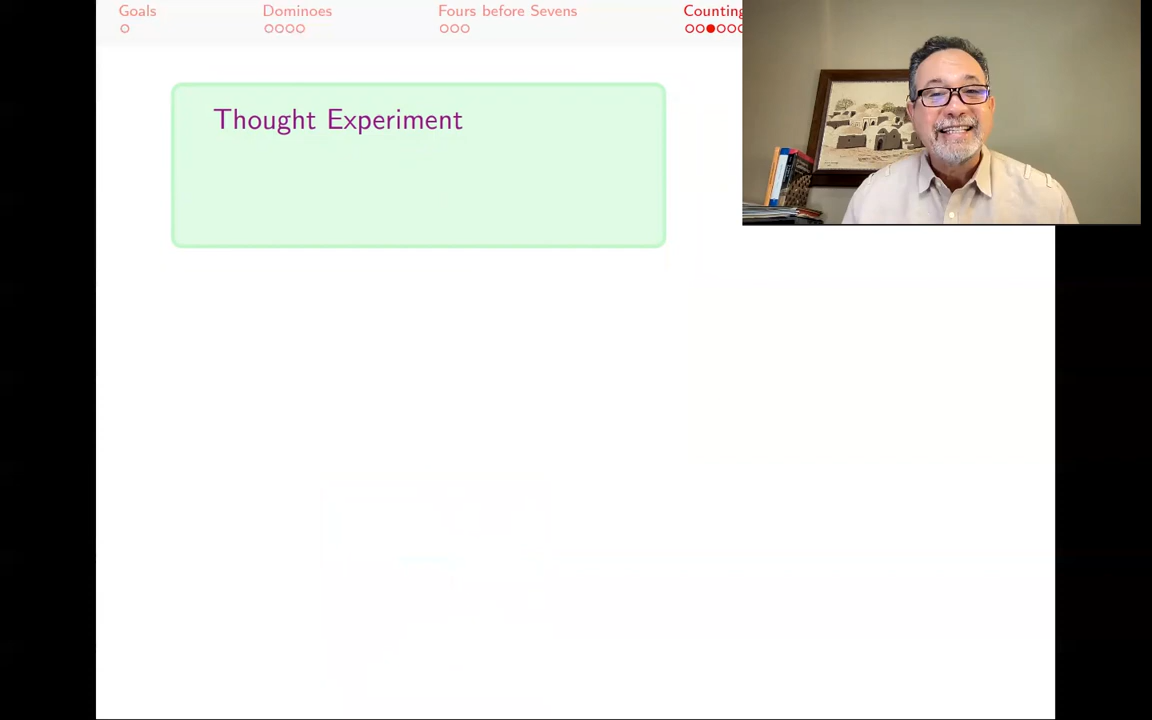 Goals
Dominoes
Fours before Sevens
Counting
Thought Experiment